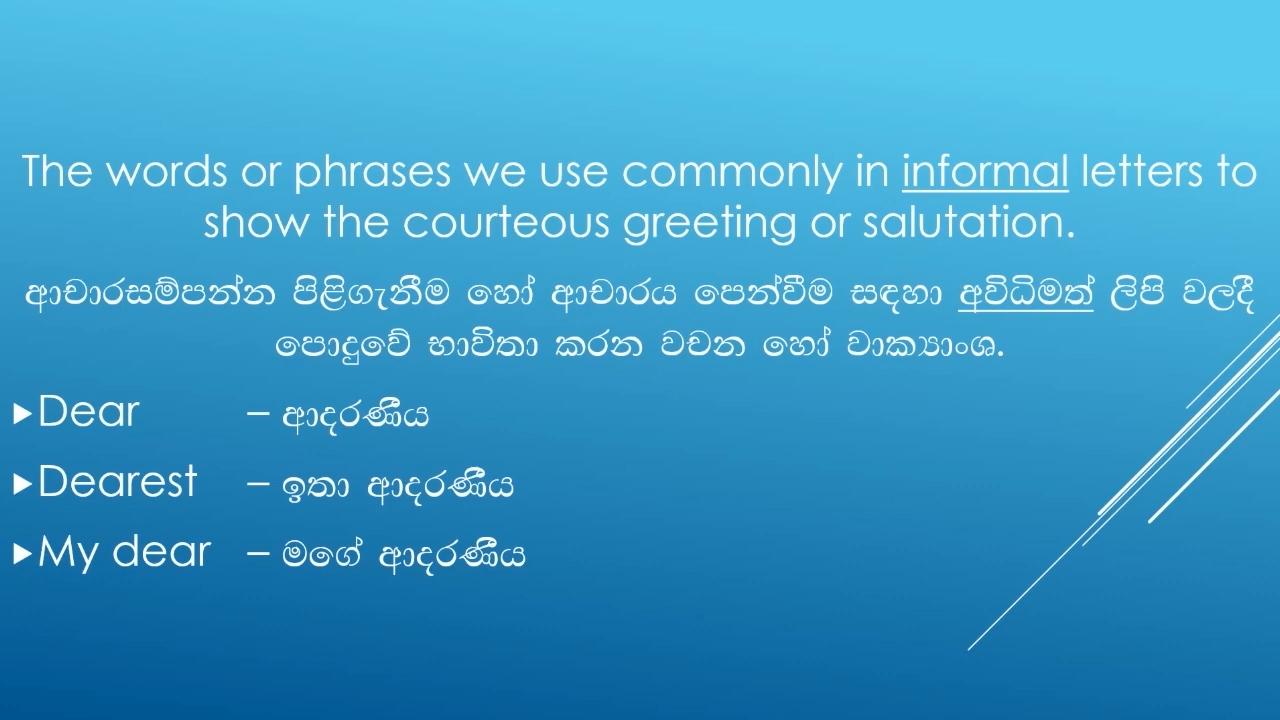 The words or phrases we use commonly in informal letters to
show the courteous greeting or salutation.
ආචාරසම්පන්න පිළිගැනීම හෝ ආචාරය පෙන්වීම සඳහා අවිධිමත් ලිපි වලදී
පොදුවේ භාවිතා කරන වචන හෝ වාක්‍යාංශ.
Dear – ආදරණීය
Dearest – ඉතා ආදරණීය
My dear – මගේ ආදරණීය